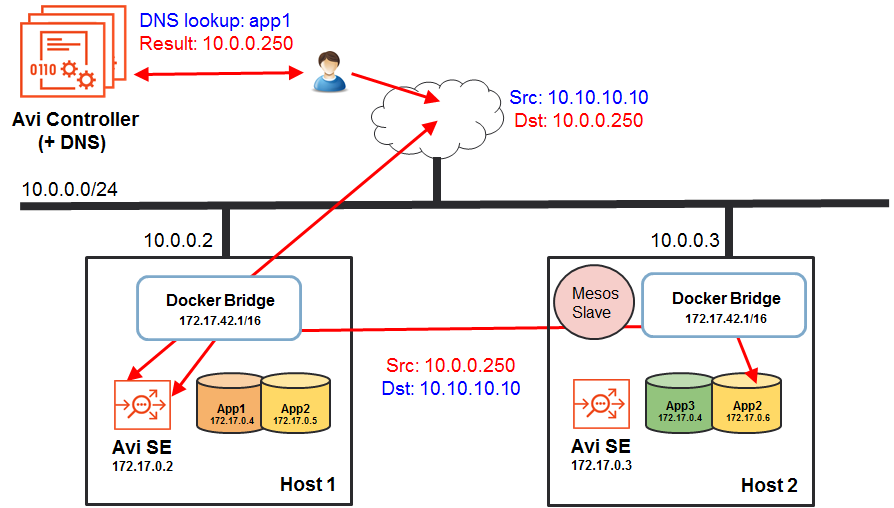 DNS lookup: app1
Result: 10.0.0.250
0110
Avi Controller
(+ DNS)
Src: 10.10.10.10
Dst: 10.0.0.250
10.0.0.0/24
10.0.0.2
10.0.0.3
Docker Bridge
172.17.42.1/16
Mesos
Slave
Docker Bridge
172.17.42.1/16
Src: 10.0.0.250
Dst: 10.10.10.10
App1
172.17.0.4
App2
172.17.0.5
Avi SE
172.17.0.2
Host 1
App3
172.17.0.4
App2
172.17.0.6
Avi SE
172.17.0.3
Host 2